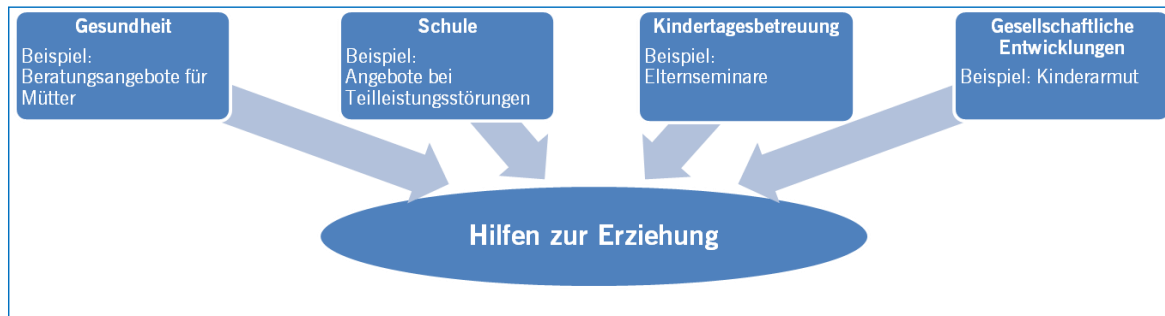 Gesundheit
Beispiel:
Beratungsangebote für
Mütter
Schule
Beispiel:
Angebote bei
Teilleistungsstörungen
Kindertagesbetreuung
Beispiel:
Elternseminare
Gesellschaftliche
Entwicklungen
Beispiel: Kinderarmut
Hilfen zur Erziehung